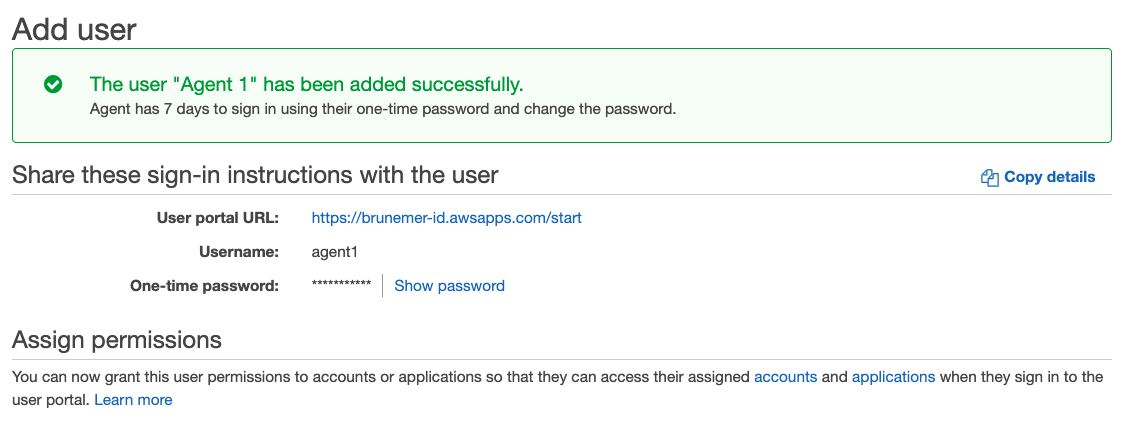 Add user
The user "Agent 1" has been added successfully.
Agent has 7 days to sign in using their one-time password and change the password.
Share these sign-in instructions with the user
Copy details
User portal URL: https://brunemer-id.awsapps.com/start
Username: agent1
One-time password: *********** Show password
Assign permissions
You can now grant this user permissions to accounts or applications so that they can access their assigned accounts and applications when they sign in to the
user portal. Learn more